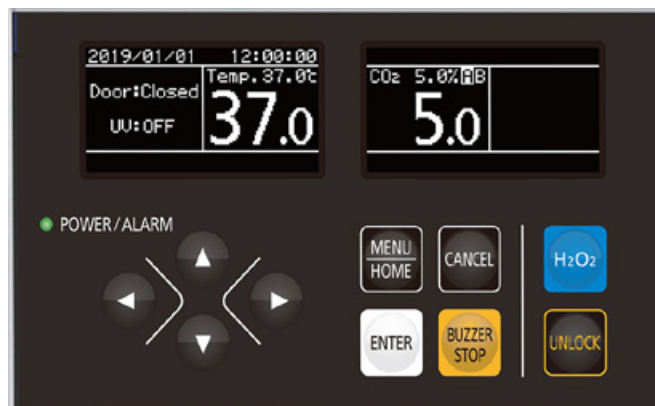 2019/01/01 12:00:00
Door:Closed
UV:OFF
Temp.37.0℃
37.0
CO₂ 5.0%AB
5.0
POWER/ALARM
MENU
HOME
CANCEL
H₂O₂
ENTER
BUZZER
STOP
UNLOCK